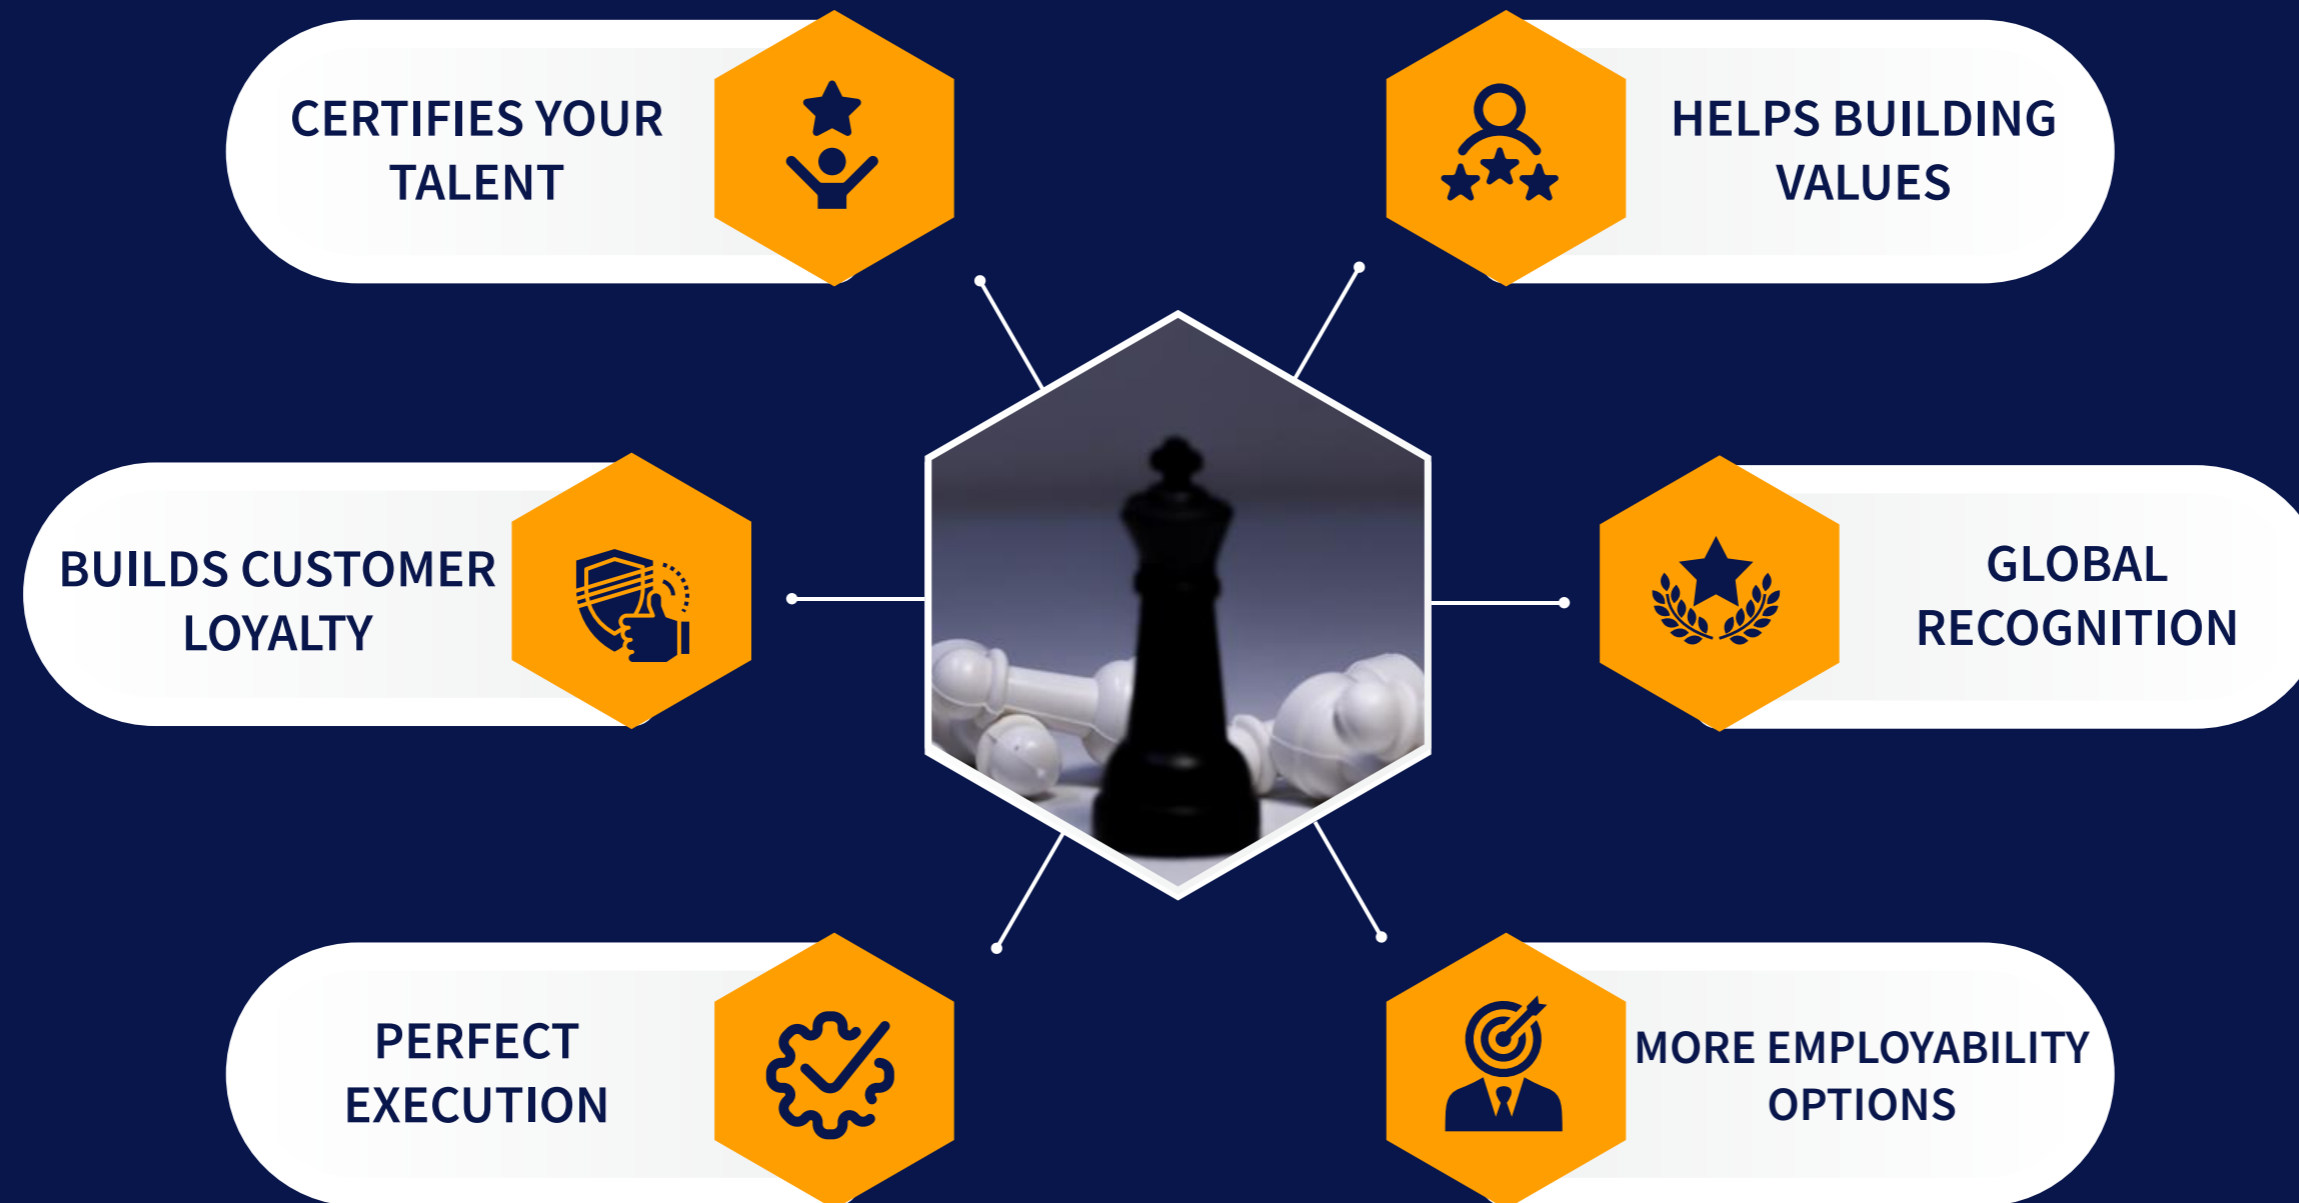 CERTIFIES YOUR
TALENT
HELPS BUILDING
VALUES
BUILDS CUSTOMER
LOYALTY
GLOBAL
RECOGNITION
PERFECT
EXECUTION
MORE EMPLOYABILITY
OPTIONS